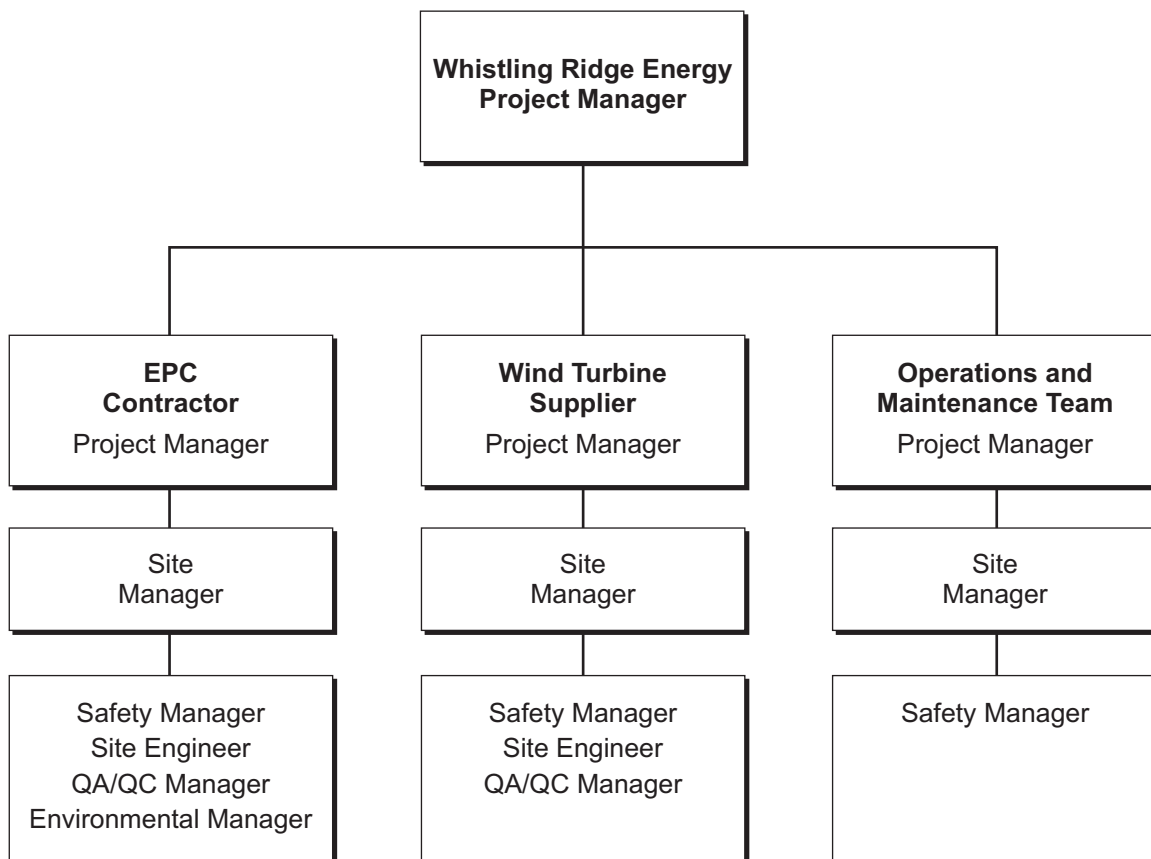 Whistling Ridge Energy
Project Manager
EPC
Contractor
Project Manager
Wind Turbine
Supplier
Project Manager
Operations and
Maintenance Team
Project Manager
Site
Manager
Site
Manager
Site
Manager
Safety Manager
Site Engineer
QA/QC Manager
Environmental Manager
Safety Manager
Site Engineer
QA/QC Manager
Safety Manager